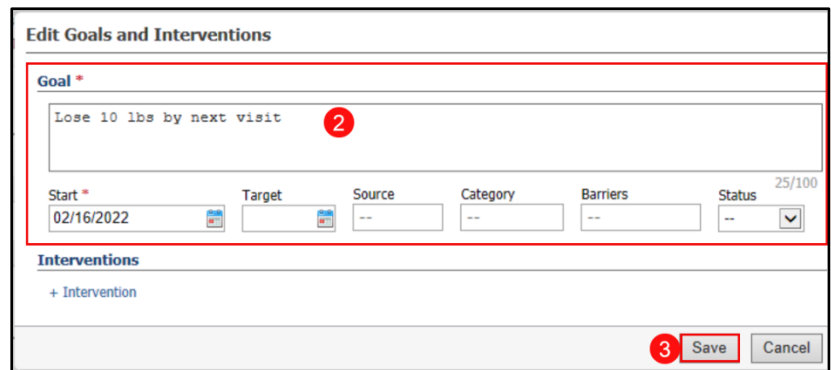 Edit Goals and Interventions
Goal *
Lose 10 lbs by next visit
2
25/100
Start * Target Source Category Barriers Status
02/16/2022 -- -- -- --
Interventions
+ Intervention
3 Save Cancel